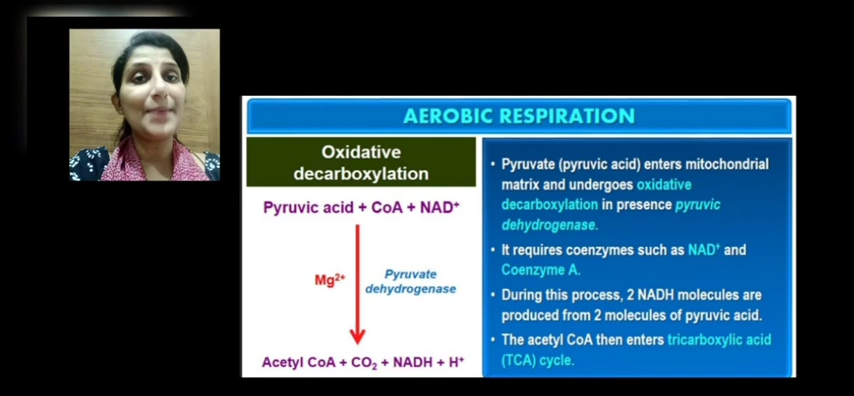 AEROBIC RESPIRATION
Oxidative
decarboxylation
Pyruvic acid + CoA + NAD⁺
Mg²⁺
Pyruvate
dehydrogenase
Acetyl CoA + CO₂ + NADH + H⁺
• Pyruvate (pyruvic acid) enters mitochondrial
matrix and undergoes oxidative
decarboxylation in presence pyruvic
dehydrogenase.
• It requires coenzymes such as NAD⁺ and
Coenzyme A.
• During this process, 2 NADH molecules are
produced from 2 molecules of pyruvic acid.
• The acetyl CoA then enters tricarboxylic acid
(TCA) cycle.